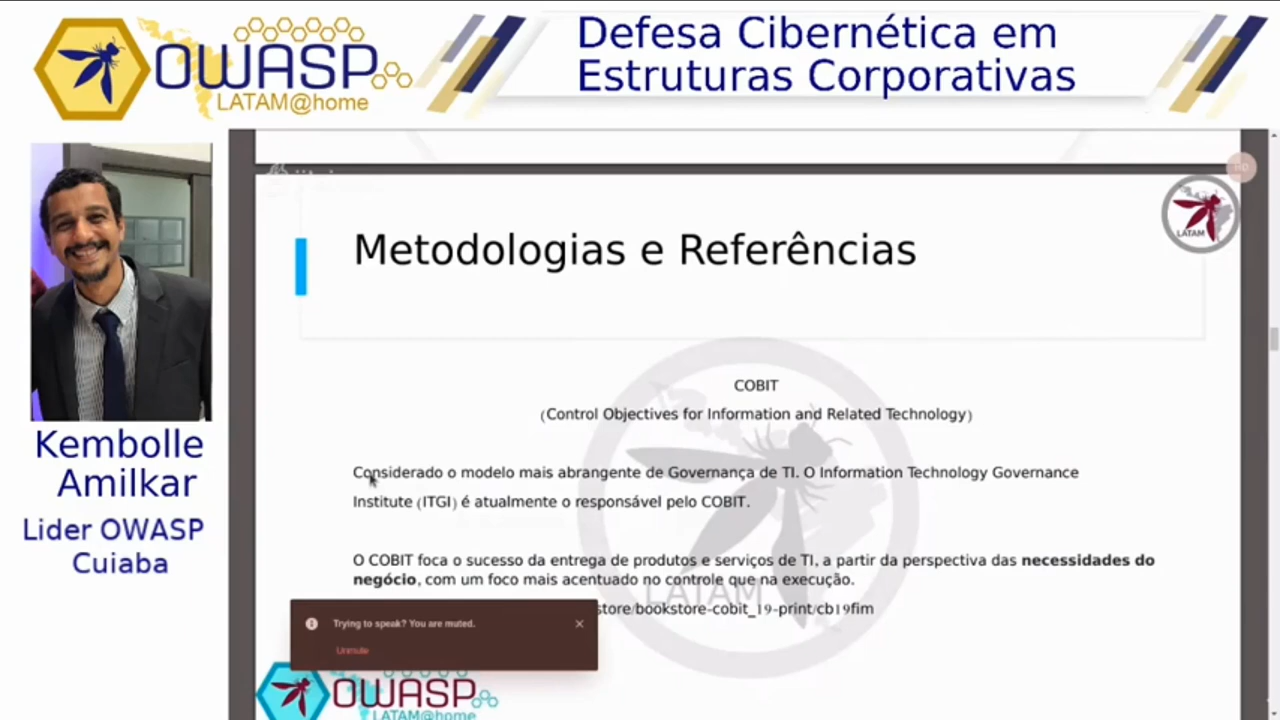 OWASP
LATAM@home
Defesa Cibernética em
Estruturas Corporativas
LATAM
Metodologias e Referências
COBIT
(Control Objectives for Information and Related Technology)
Considerado o modelo mais abrangente de Governança de TI. O Information Technology Governance
Institute (ITGI) é atualmente o responsável pelo COBIT.
O COBIT foca o sucesso da entrega de produtos e serviços de TI, a partir da perspectiva das necessidades do
negócio, com um foco mais acentuado no controle que na execução.
LATAM
store/bookstore-cobit_19-print/cb19fim
Trying to speak? You are muted.
Unmute
OWASP
LATAM@home
Kembolle
Amilkar
Lider OWASP
Cuiaba